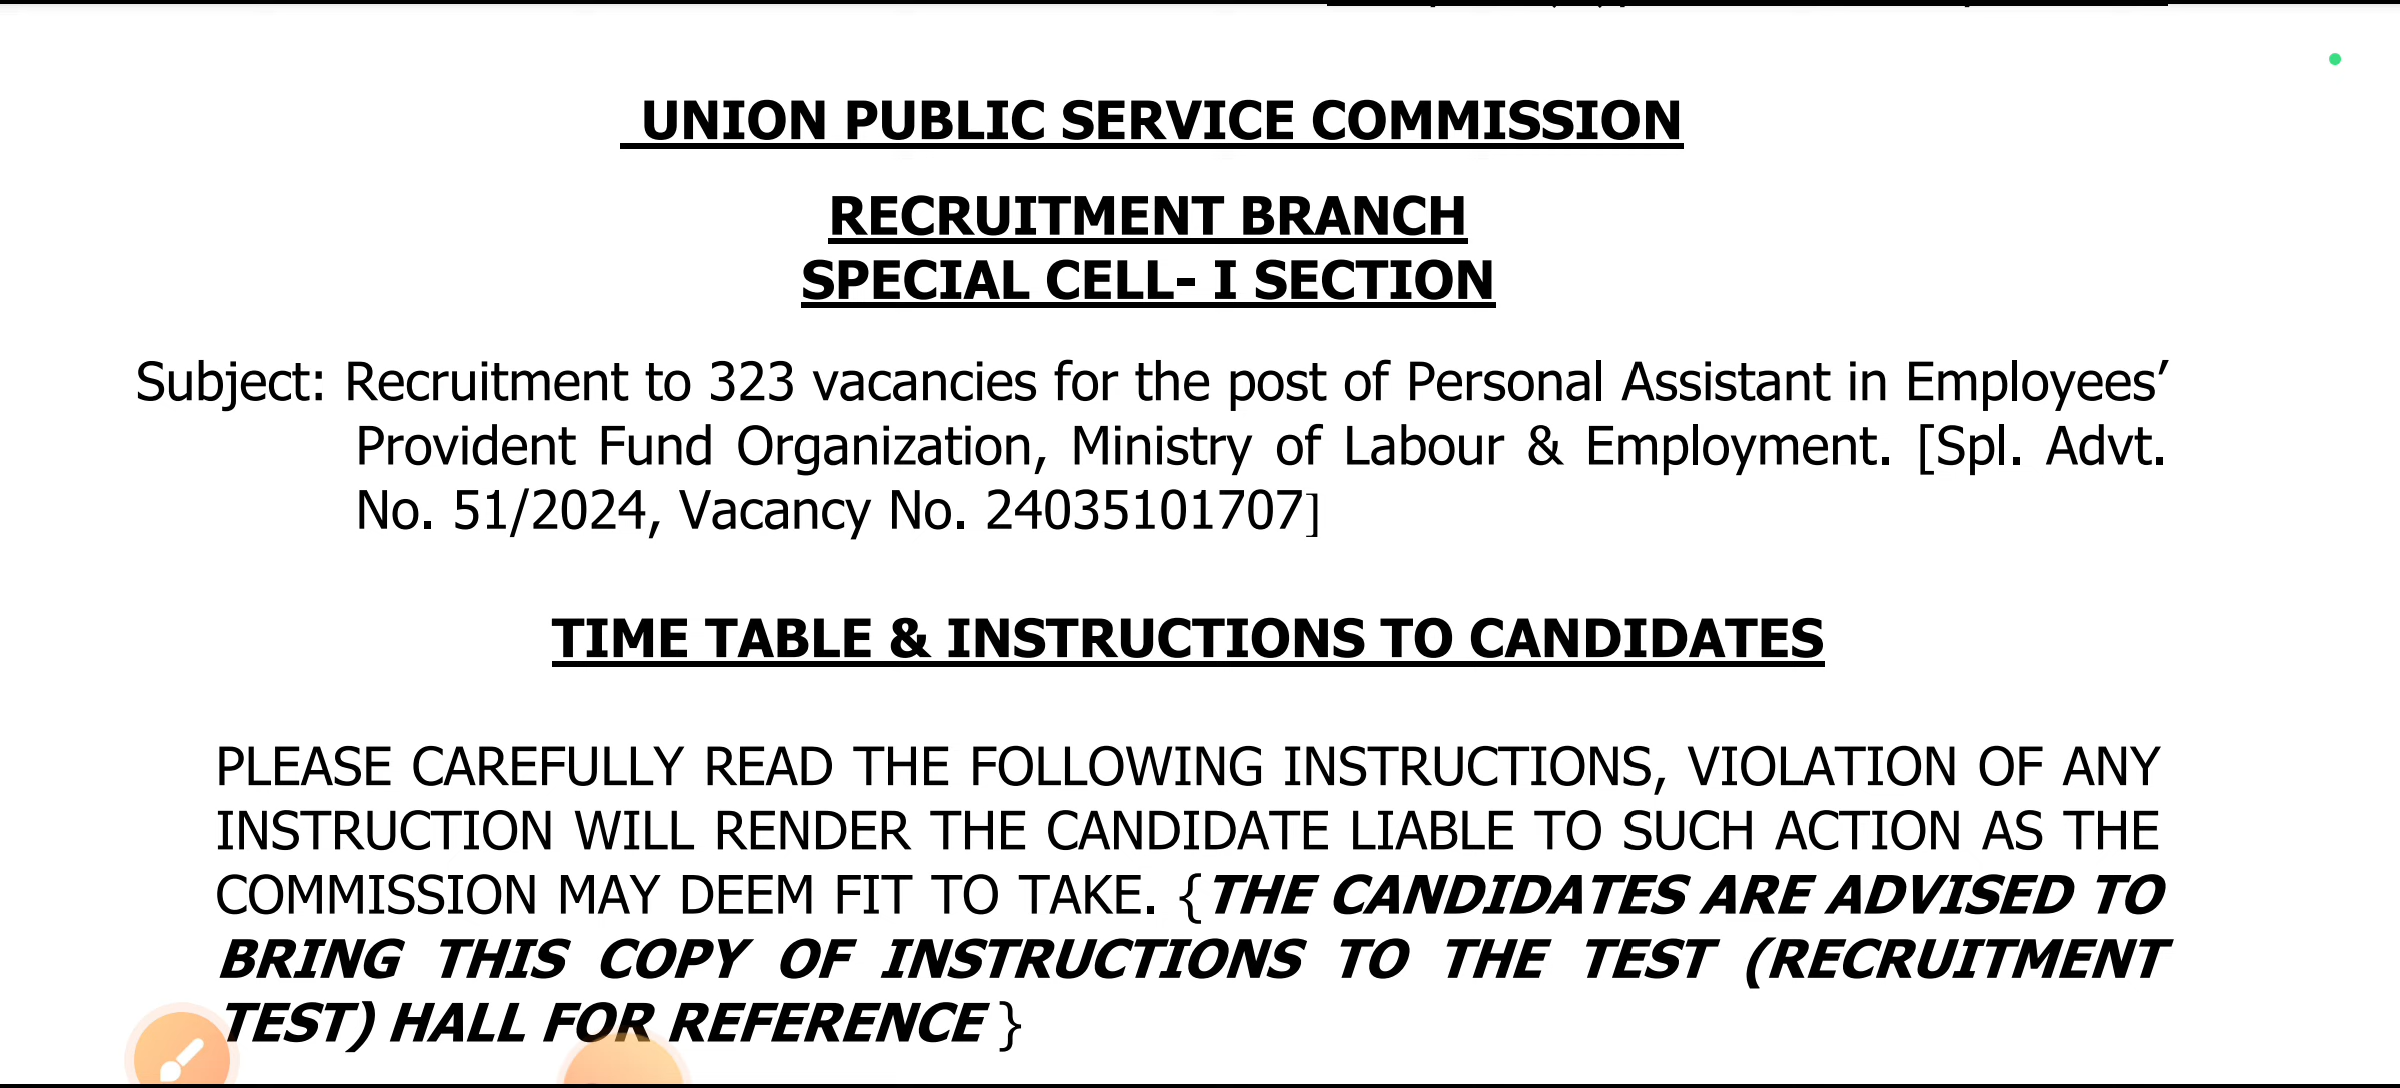 UNION PUBLIC SERVICE COMMISSION
RECRUITMENT BRANCH
SPECIAL CELL- I SECTION
Subject: Recruitment to 323 vacancies for the post of Personal Assistant in Employees’
Provident Fund Organization, Ministry of Labour & Employment. [Spl. Advt.
No. 51/2024, Vacancy No. 24035101707]
TIME TABLE & INSTRUCTIONS TO CANDIDATES
PLEASE CAREFULLY READ THE FOLLOWING INSTRUCTIONS, VIOLATION OF ANY
INSTRUCTION WILL RENDER THE CANDIDATE LIABLE TO SUCH ACTION AS THE
COMMISSION MAY DEEM FIT TO TAKE. {THE CANDIDATES ARE ADVISED TO
BRING THIS COPY OF INSTRUCTIONS TO THE TEST (RECRUITMENT
TEST) HALL FOR REFERENCE }